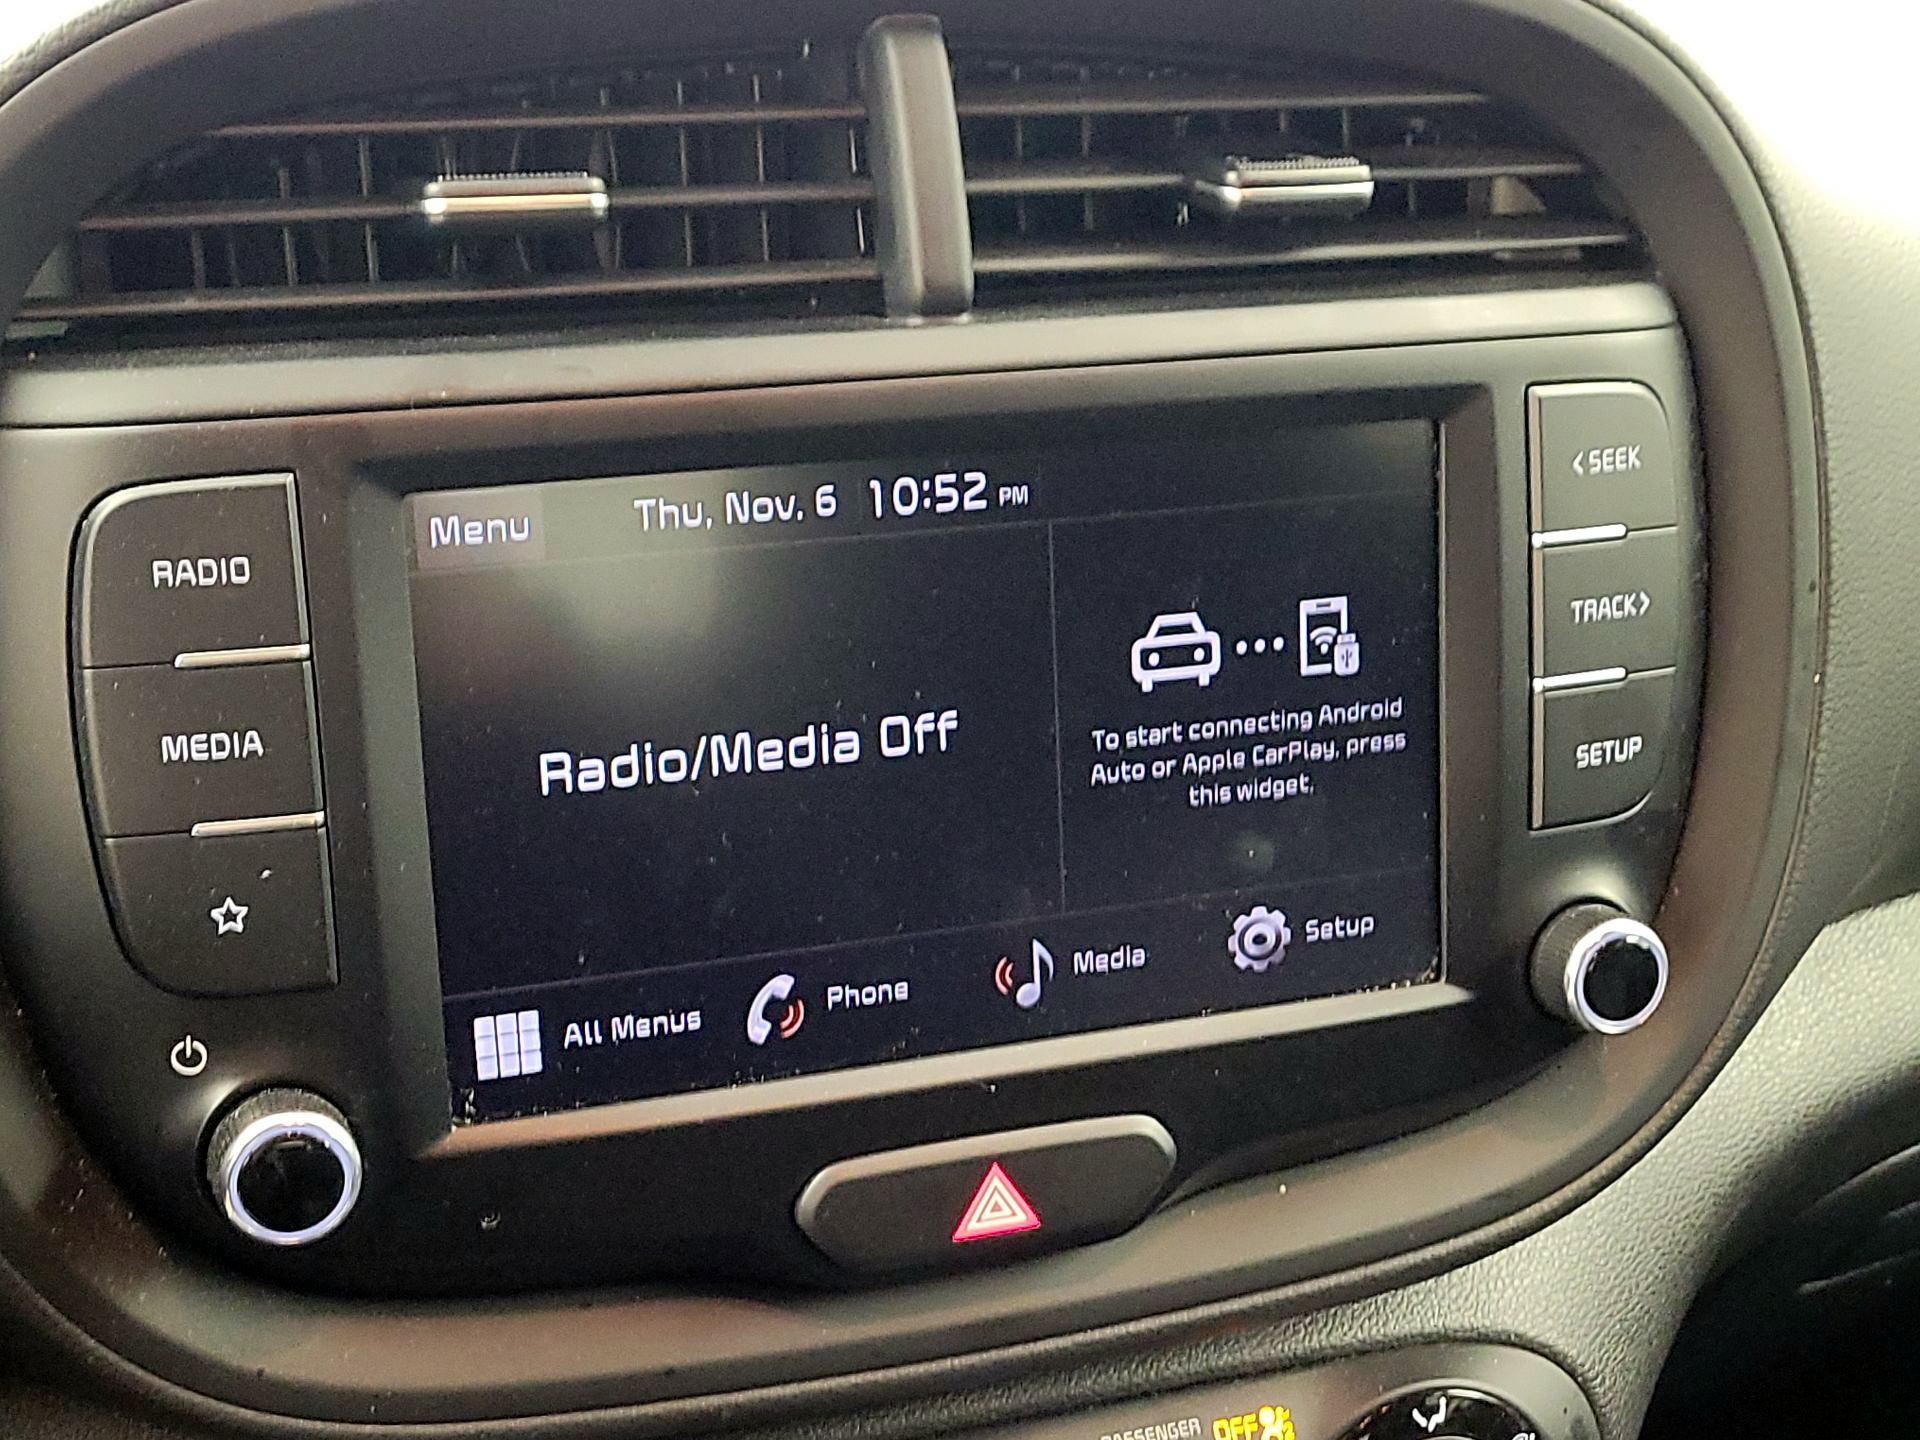 RADIO
MEDIA
Menu
Thu, Nov. 6 10:52 PM
Radio/Media Off
To start connecting Android
Auto or Apple CarPlay, press
this widget.
All Menus
Phone
Media
Setup
<SEEK
TRACK>
SETUP
PASSENGER OFF